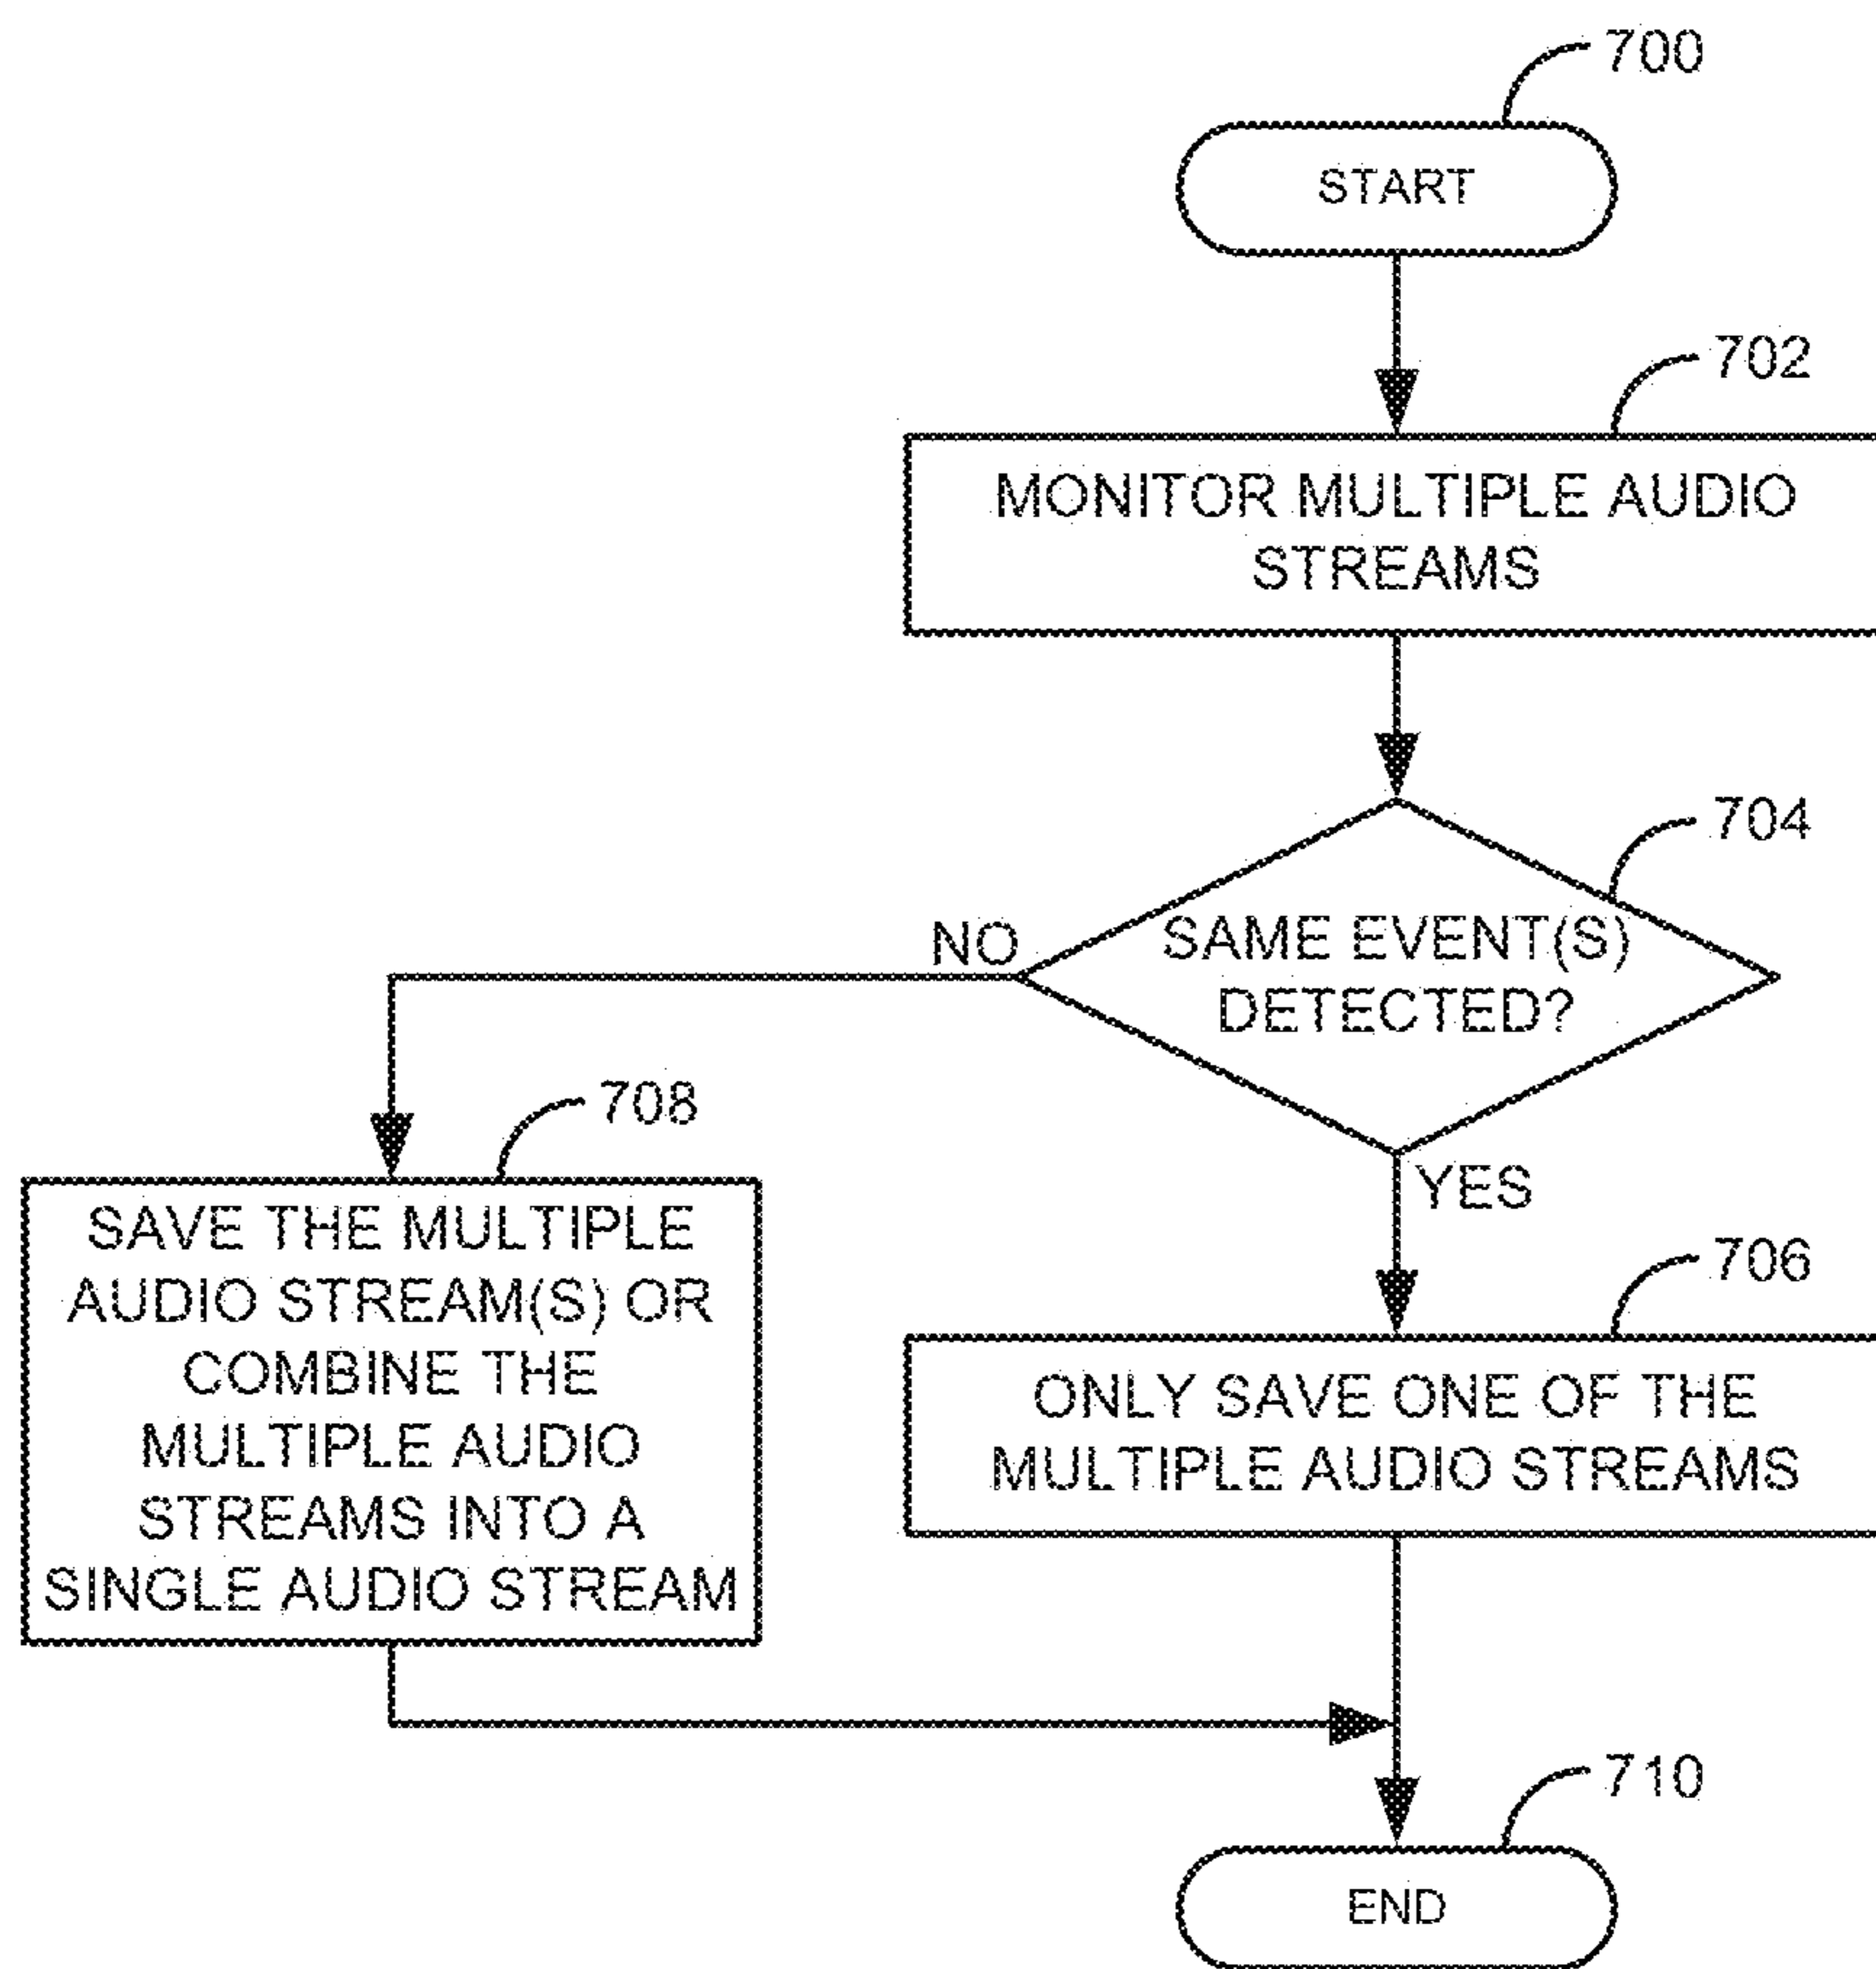 700
START
702
MONITOR MULTIPLE AUDIO
STREAMS
704
SAME EVENT(S)
DETECTED?
NO
YES
708
SAVE THE MULTIPLE
AUDIO STREAM(S) OR
COMBINE THE
MULTIPLE AUDIO
STREAMS INTO A
SINGLE AUDIO STREAM
706
ONLY SAVE ONE OF THE
MULTIPLE AUDIO STREAMS
710
END